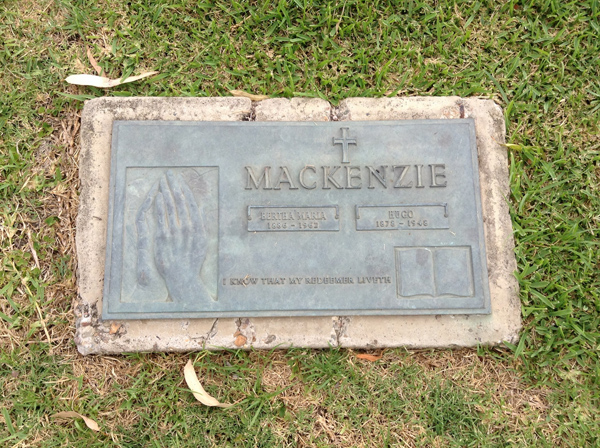 MACKENZIE
BERTHA MARIA
HUGO
I KNOW THAT MY REDEEMER LIVETH